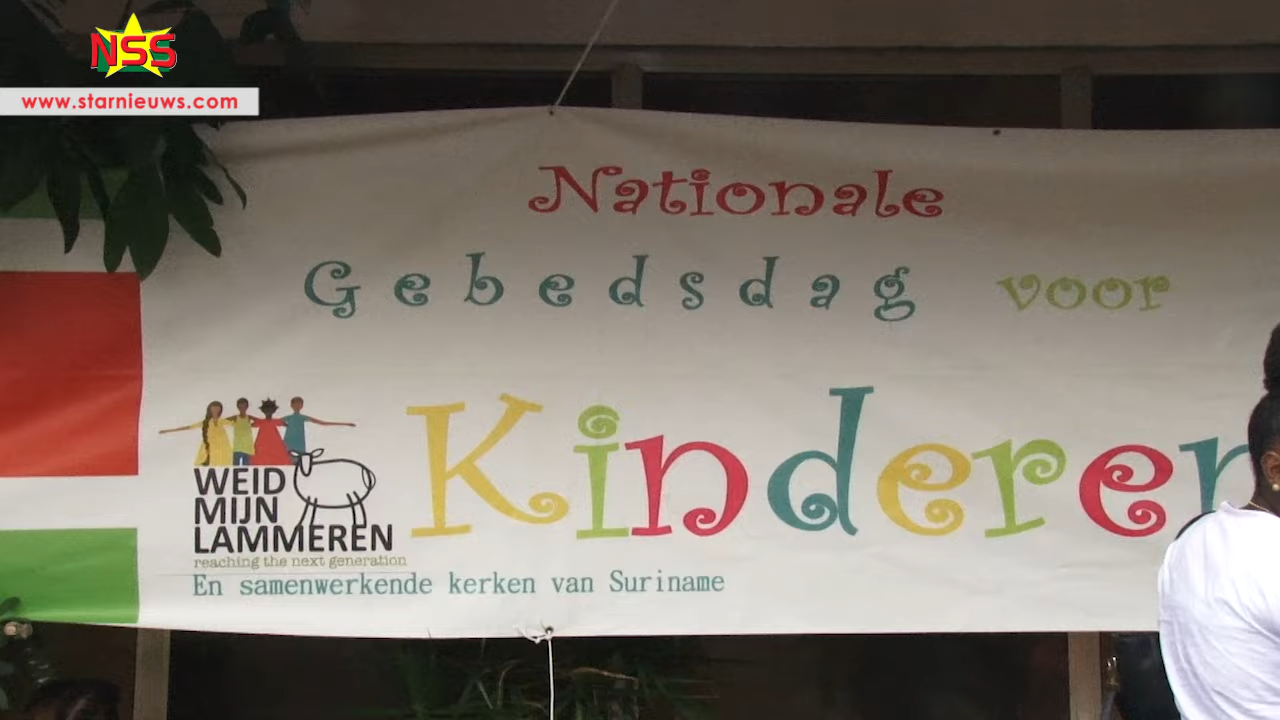 NSS
www.starnieuws.com
Nationale
Gebedsdag voor
Kinderen
WEID
MIJN
LAMMEREN
reaching the next generation
En samenwerkende kerken van Suriname